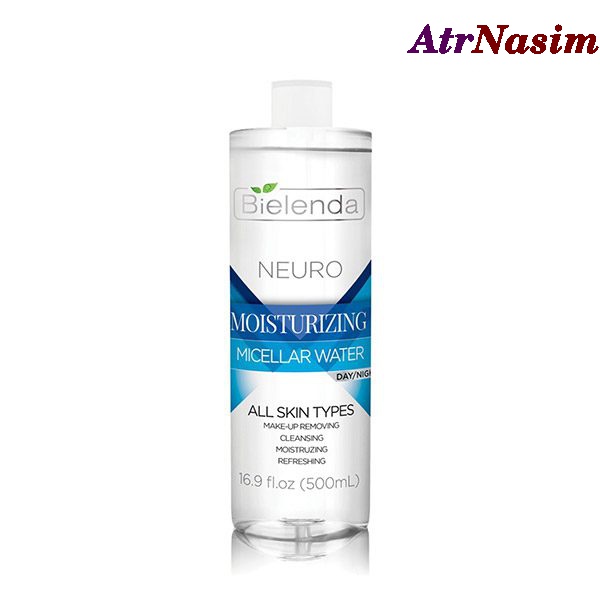 AtrNasim
Bielenda
NEURO
MOISTURIZING
MICELLAR WATER
DAY/NIGH
ALL SKIN TYPES
MAKE-UP REMOVING
CLEANSING
MOISTRUZING
REFRESHING
16.9 fl.oz (500mL)